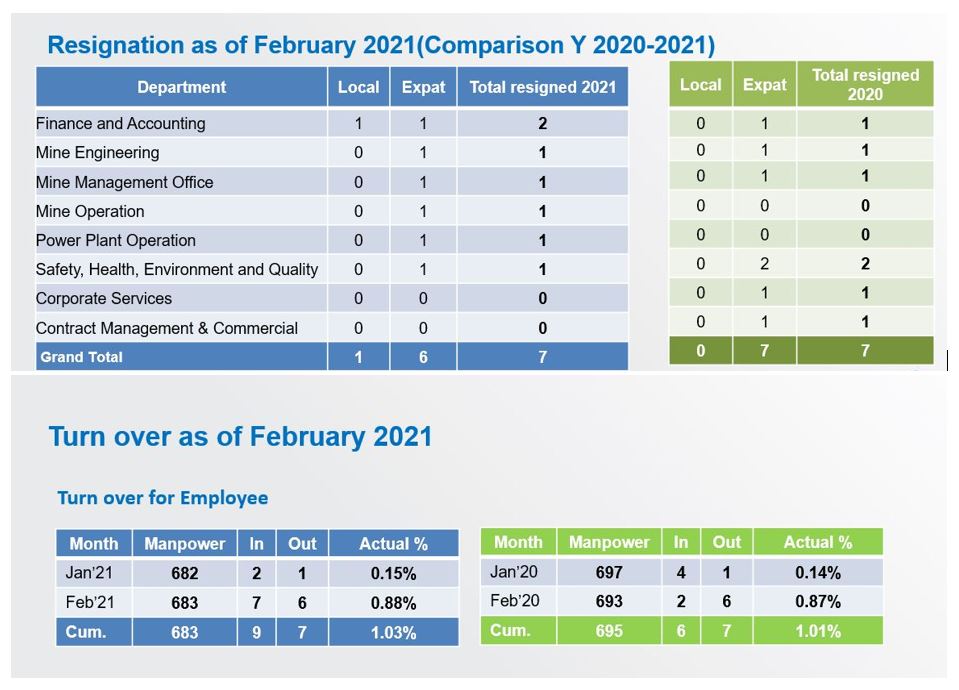 Resignation as of February 2021(Comparison Y 2020-2021)
Department Local Expat Total resigned 2021 Local Expat Total resigned
2020
Finance and Accounting 1 1 2 0 1 1
Mine Engineering 0 1 1 0 1 1
Mine Management Office 0 1 1 0 1 1
Mine Operation 0 1 1 0 0 0
Power Plant Operation 0 1 1 0 0 0
Safety, Health, Environment and Quality 0 1 1 0 2 2
Corporate Services 0 0 0 0 1 1
Contract Management & Commercial 0 0 0 0 1 1
Grand Total 1 6 7 0 7 7
Turn over as of February 2021
Turn over for Employee
Month Manpower In Out Actual % Month Manpower In Out Actual %
Jan'21 682 2 1 0.15% Jan'20 697 4 1 0.14%
Feb'21 683 7 6 0.88% Feb'20 693 2 6 0.87%
Cum. 683 9 7 1.03% Cum. 695 6 7 1.01%